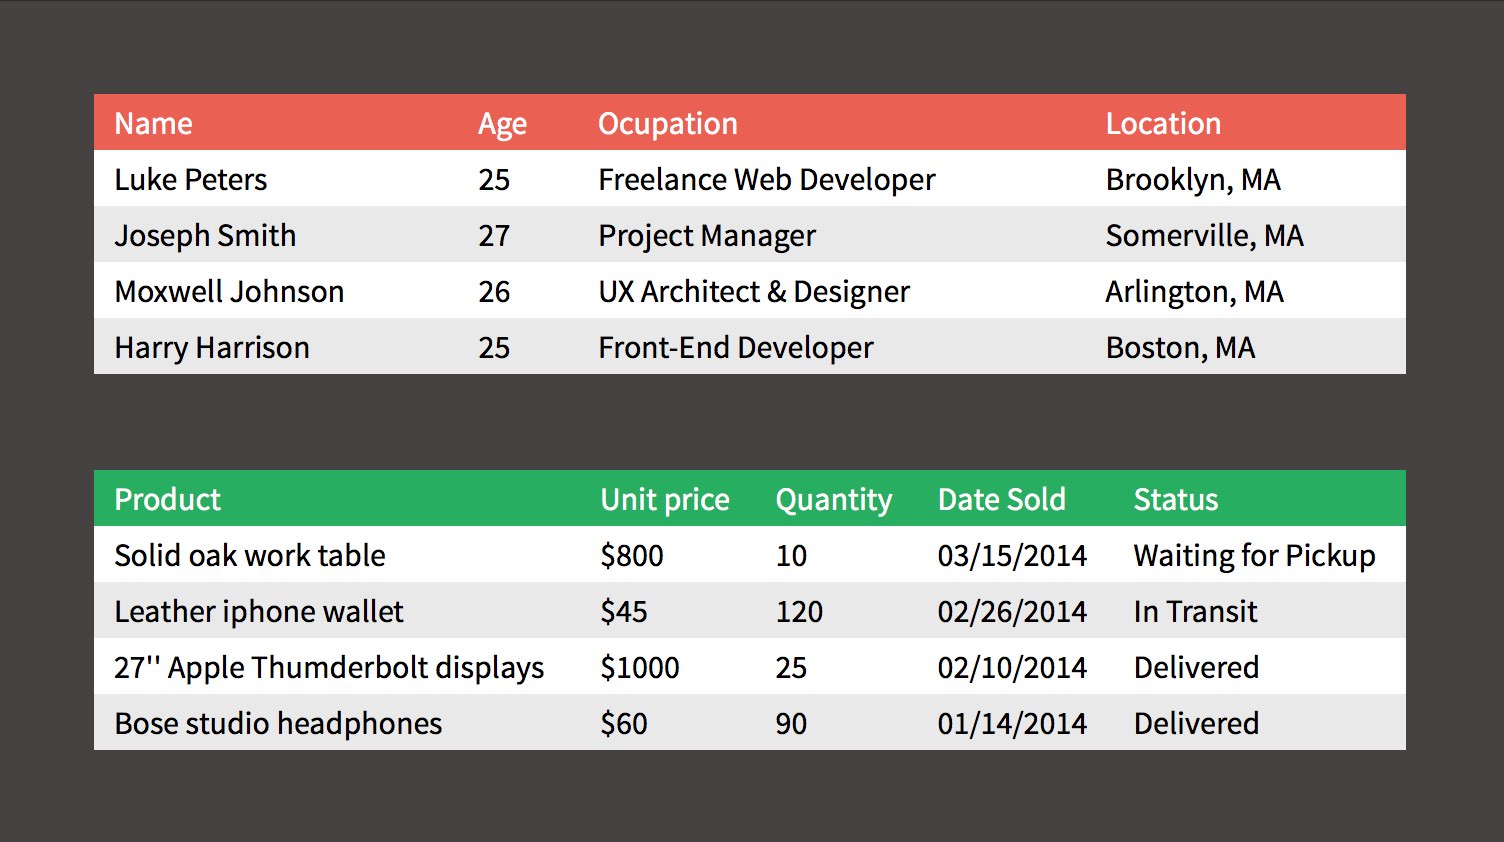 Name Age Ocupation Location
Luke Peters 25 Freelance Web Developer Brooklyn, MA
Joseph Smith 27 Project Manager Somerville, MA
Moxwell Johnson 26 UX Architect & Designer Arlington, MA
Harry Harrison 25 Front-End Developer Boston, MA
Product Unit price Quantity Date Sold Status
Solid oak work table $800 10 03/15/2014 Waiting for Pickup
Leather iphone wallet $45 120 02/26/2014 In Transit
27'' Apple Thumderbolt displays $1000 25 02/10/2014 Delivered
Bose studio headphones $60 90 01/14/2014 Delivered